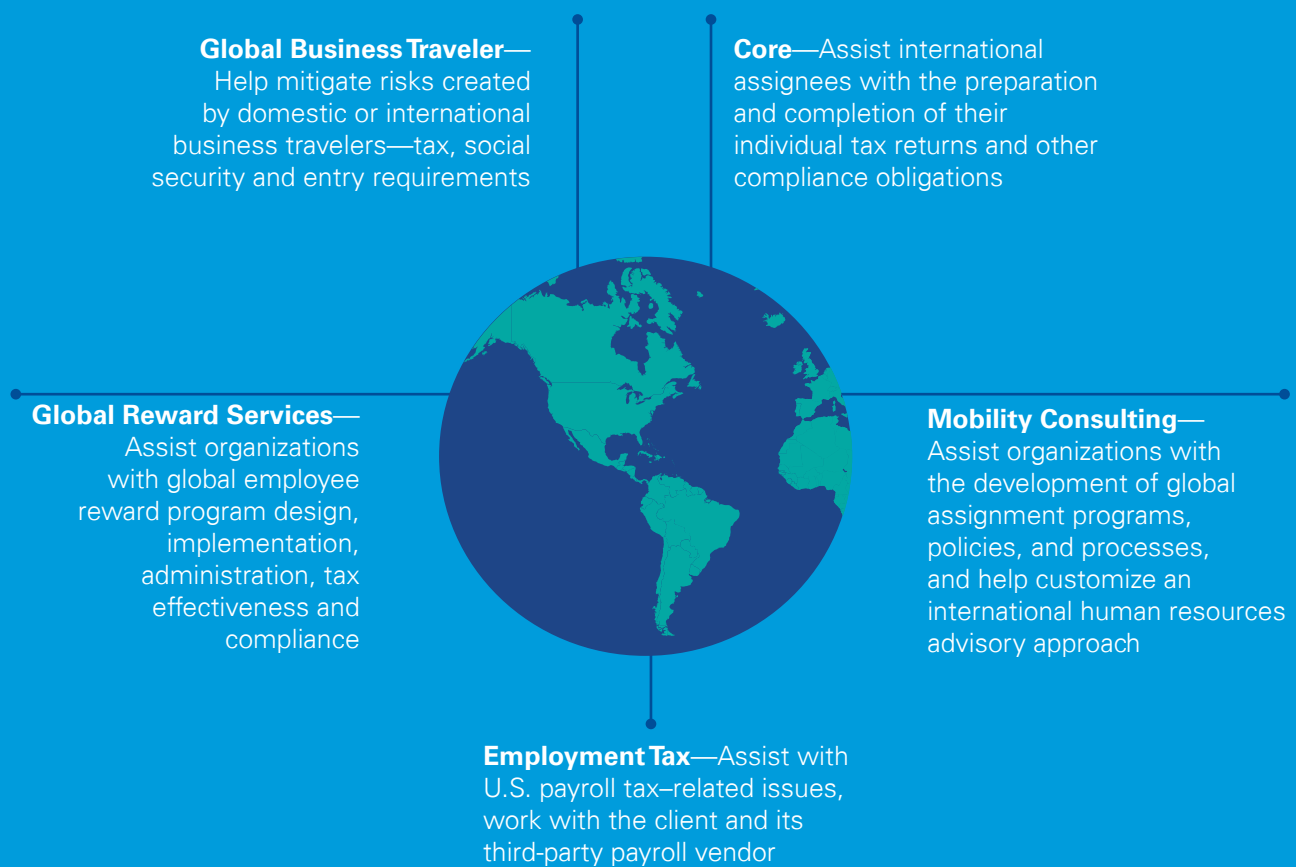 Global Business Traveler—
Help mitigate risks created
by domestic or international
business travelers—tax, social
security and entry requirements
Core—Assist international
assignees with the preparation
and completion of their
individual tax returns and other
compliance obligations
Global Reward Services—
Assist organizations
with global employee
reward program design,
implementation,
administration, tax
effectiveness and
compliance
Mobility Consulting—
Assist organizations with
the development of global
assignment programs,
policies, and processes,
and help customize an
international human resources
advisory approach
Employment Tax—Assist with
U.S. payroll tax–related issues,
work with the client and its
third-party payroll vendor